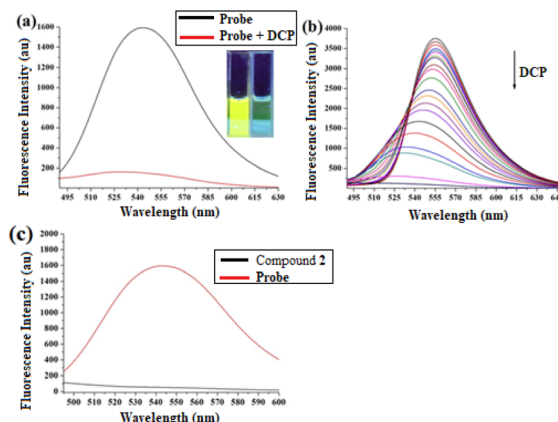 (a)
Probe
Probe + DCP
Fluorescence Intensity (au)
1600
1400
1200
1000
800
600
400
200
495 510 525 540 555 570 585 600 615 630
Wavelength (nm)
(b)
DCP
Fluorescence Intensity (au)
4000
3500
3000
2500
2000
1500
1000
500
0
495 510 525 540 555 570 585 600 615 630
Wavelength (nm)
(c)
Compound 2
Probe
Fluorescence Intensity (au)
2000
1800
1600
1400
1200
1000
800
600
400
200
0
500 510 520 530 540 550 560 570 580 590 600
Wavelength (nm)